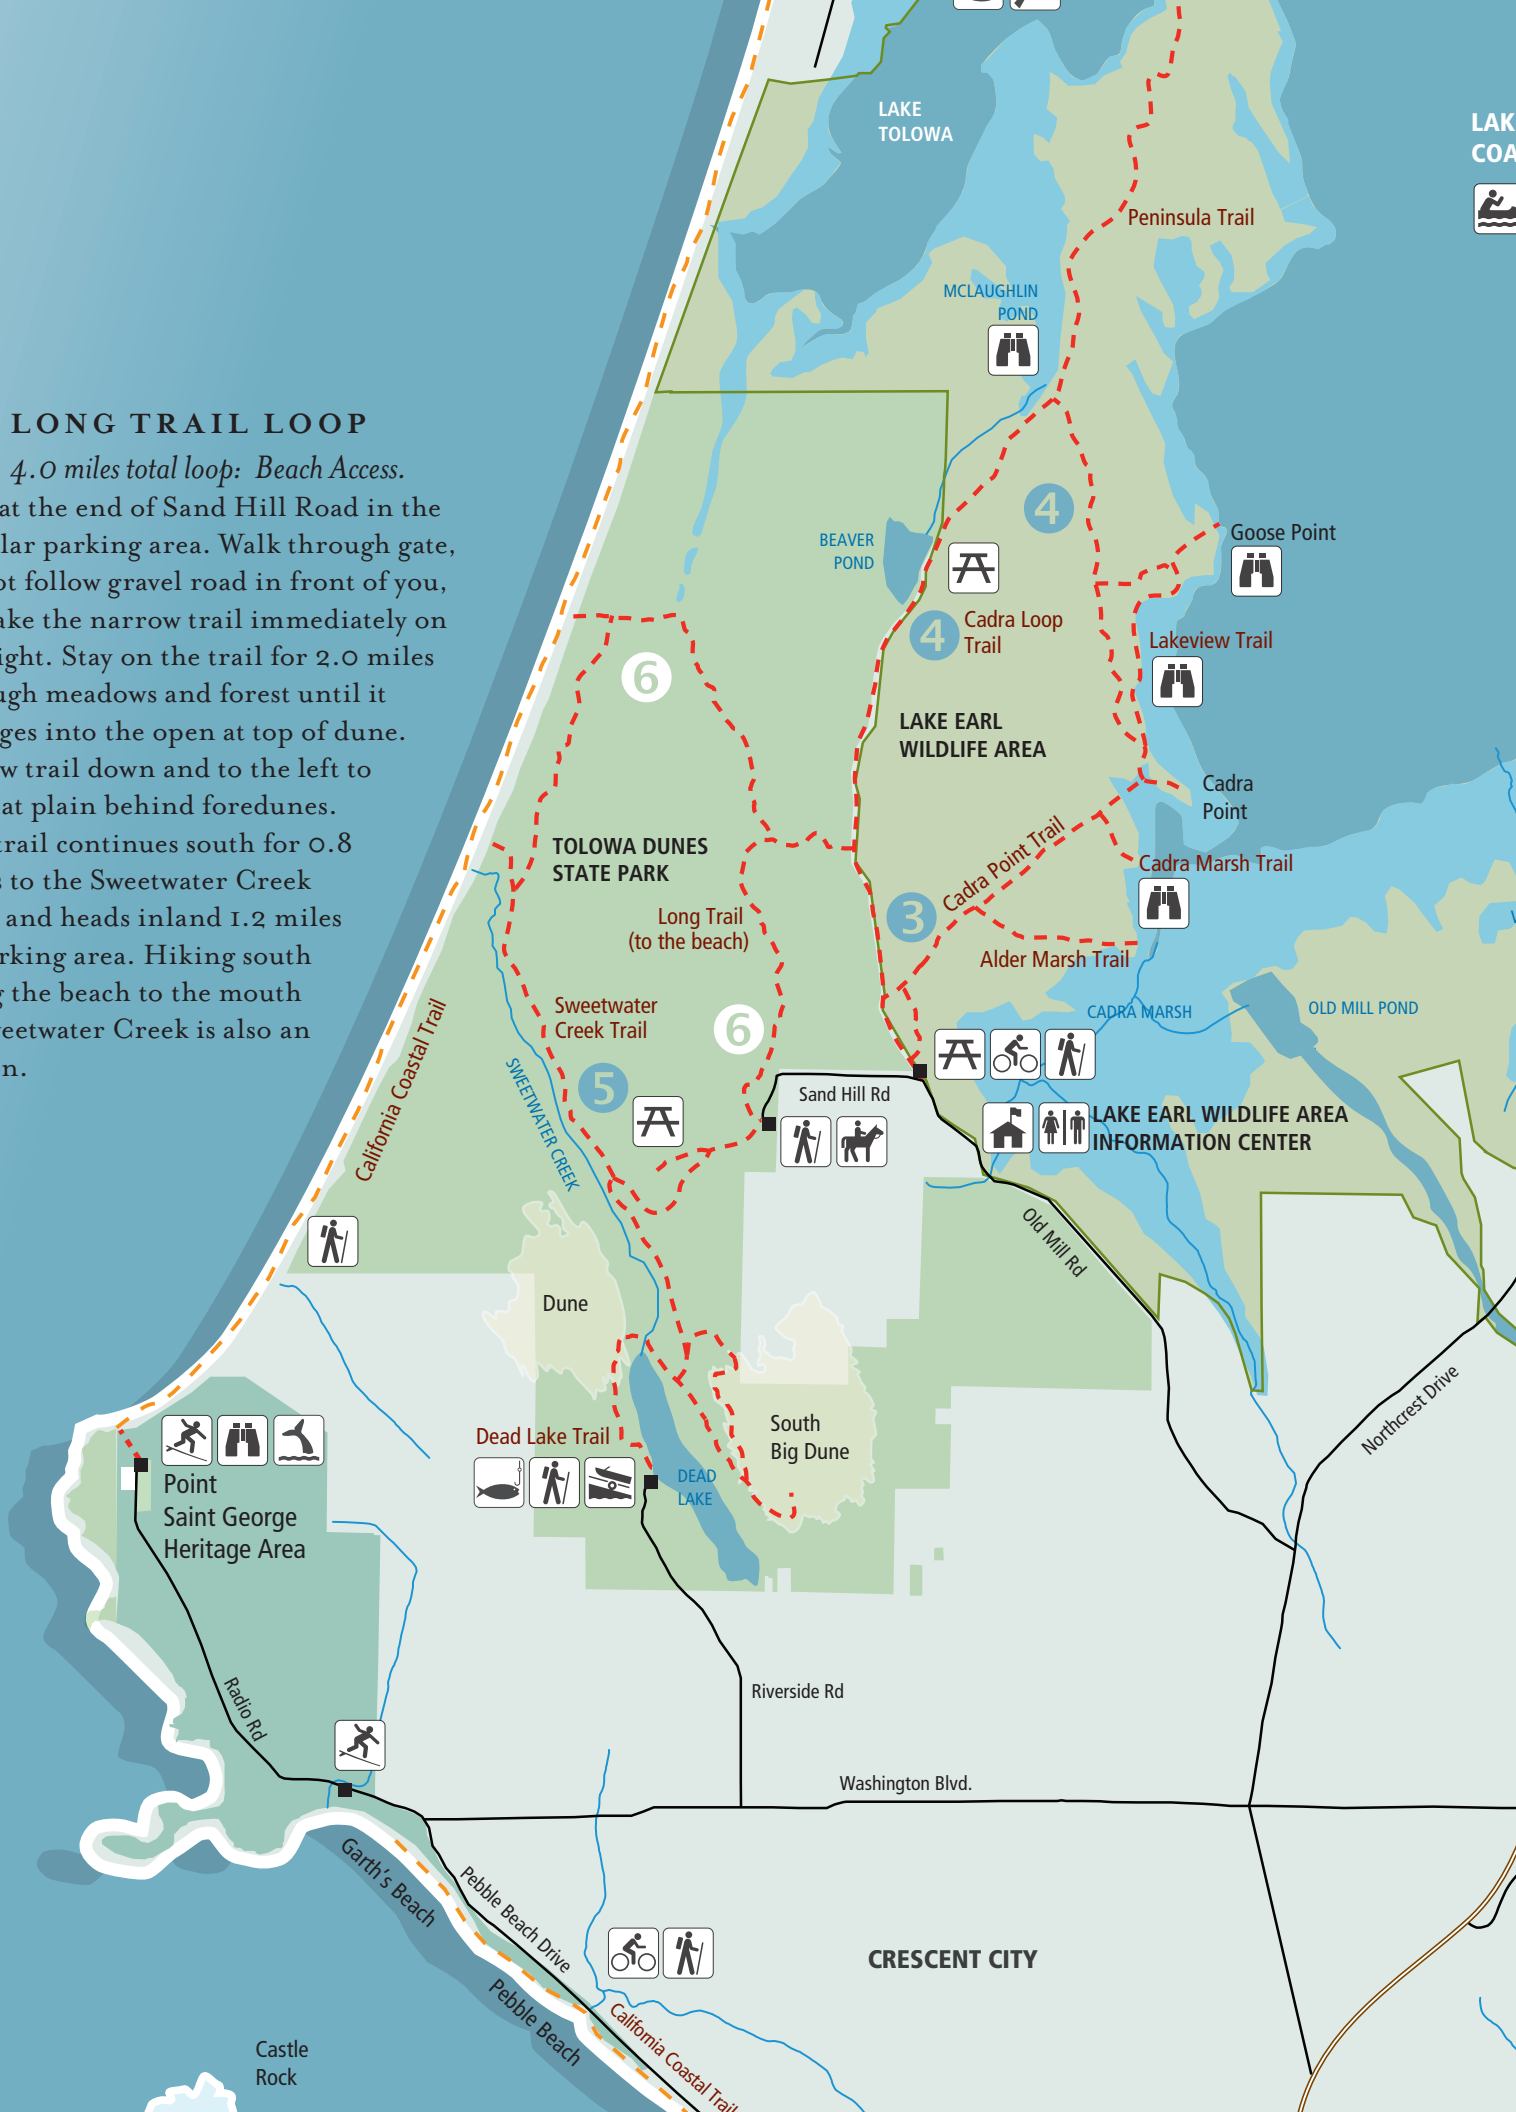 LONG TRAIL LOOP
4.0 miles total loop: Beach Access.
at the end of Sand Hill Road in the
lar parking area. Walk through gate,
ot follow gravel road in front of you,
ake the narrow trail immediately on
ight. Stay on the trail for 2.0 miles
ugh meadows and forest until it
ges into the open at top of dune.
w trail down and to the left to
at plain behind foredunes.
trail continues south for 0.8
s to the Sweetwater Creek
and heads inland 1.2 miles
rking area. Hiking south
g the beach to the mouth
weetwater Creek is also an
n.
LAKE
TOLOWA
LAK
COA
Peninsula Trail
MCLAUGHLIN
POND
4
BEAVER
POND
Goose Point
4
Cadra Loop
Trail
Lakeview Trail
6
LAKE EARL
WILDLIFE AREA
Cadra
Point
TOLOWA DUNES
STATE PARK
Cadra Point Trail
Cadra Marsh Trail
3
Long Trail
(to the beach)
Alder Marsh Trail
Sweetwater
Creek Trail
6
CADRA MARSH
OLD MILL POND
California Coastal Trail
SWEETWATER CREEK
5
Sand Hill Rd
LAKE EARL WILDLIFE AREA
INFORMATION CENTER
Old Mill Rd
Dune
South
Big Dune
Northcrest Drive
Dead Lake Trail
DEAD
LAKE
Point
Saint George
Heritage Area
Radio Rd
Riverside Rd
Washington Blvd.
Garth's Beach
Pebble Beach Drive
Pebble Beach
CRESCENT CITY
California Coastal Trail
Castle
Rock